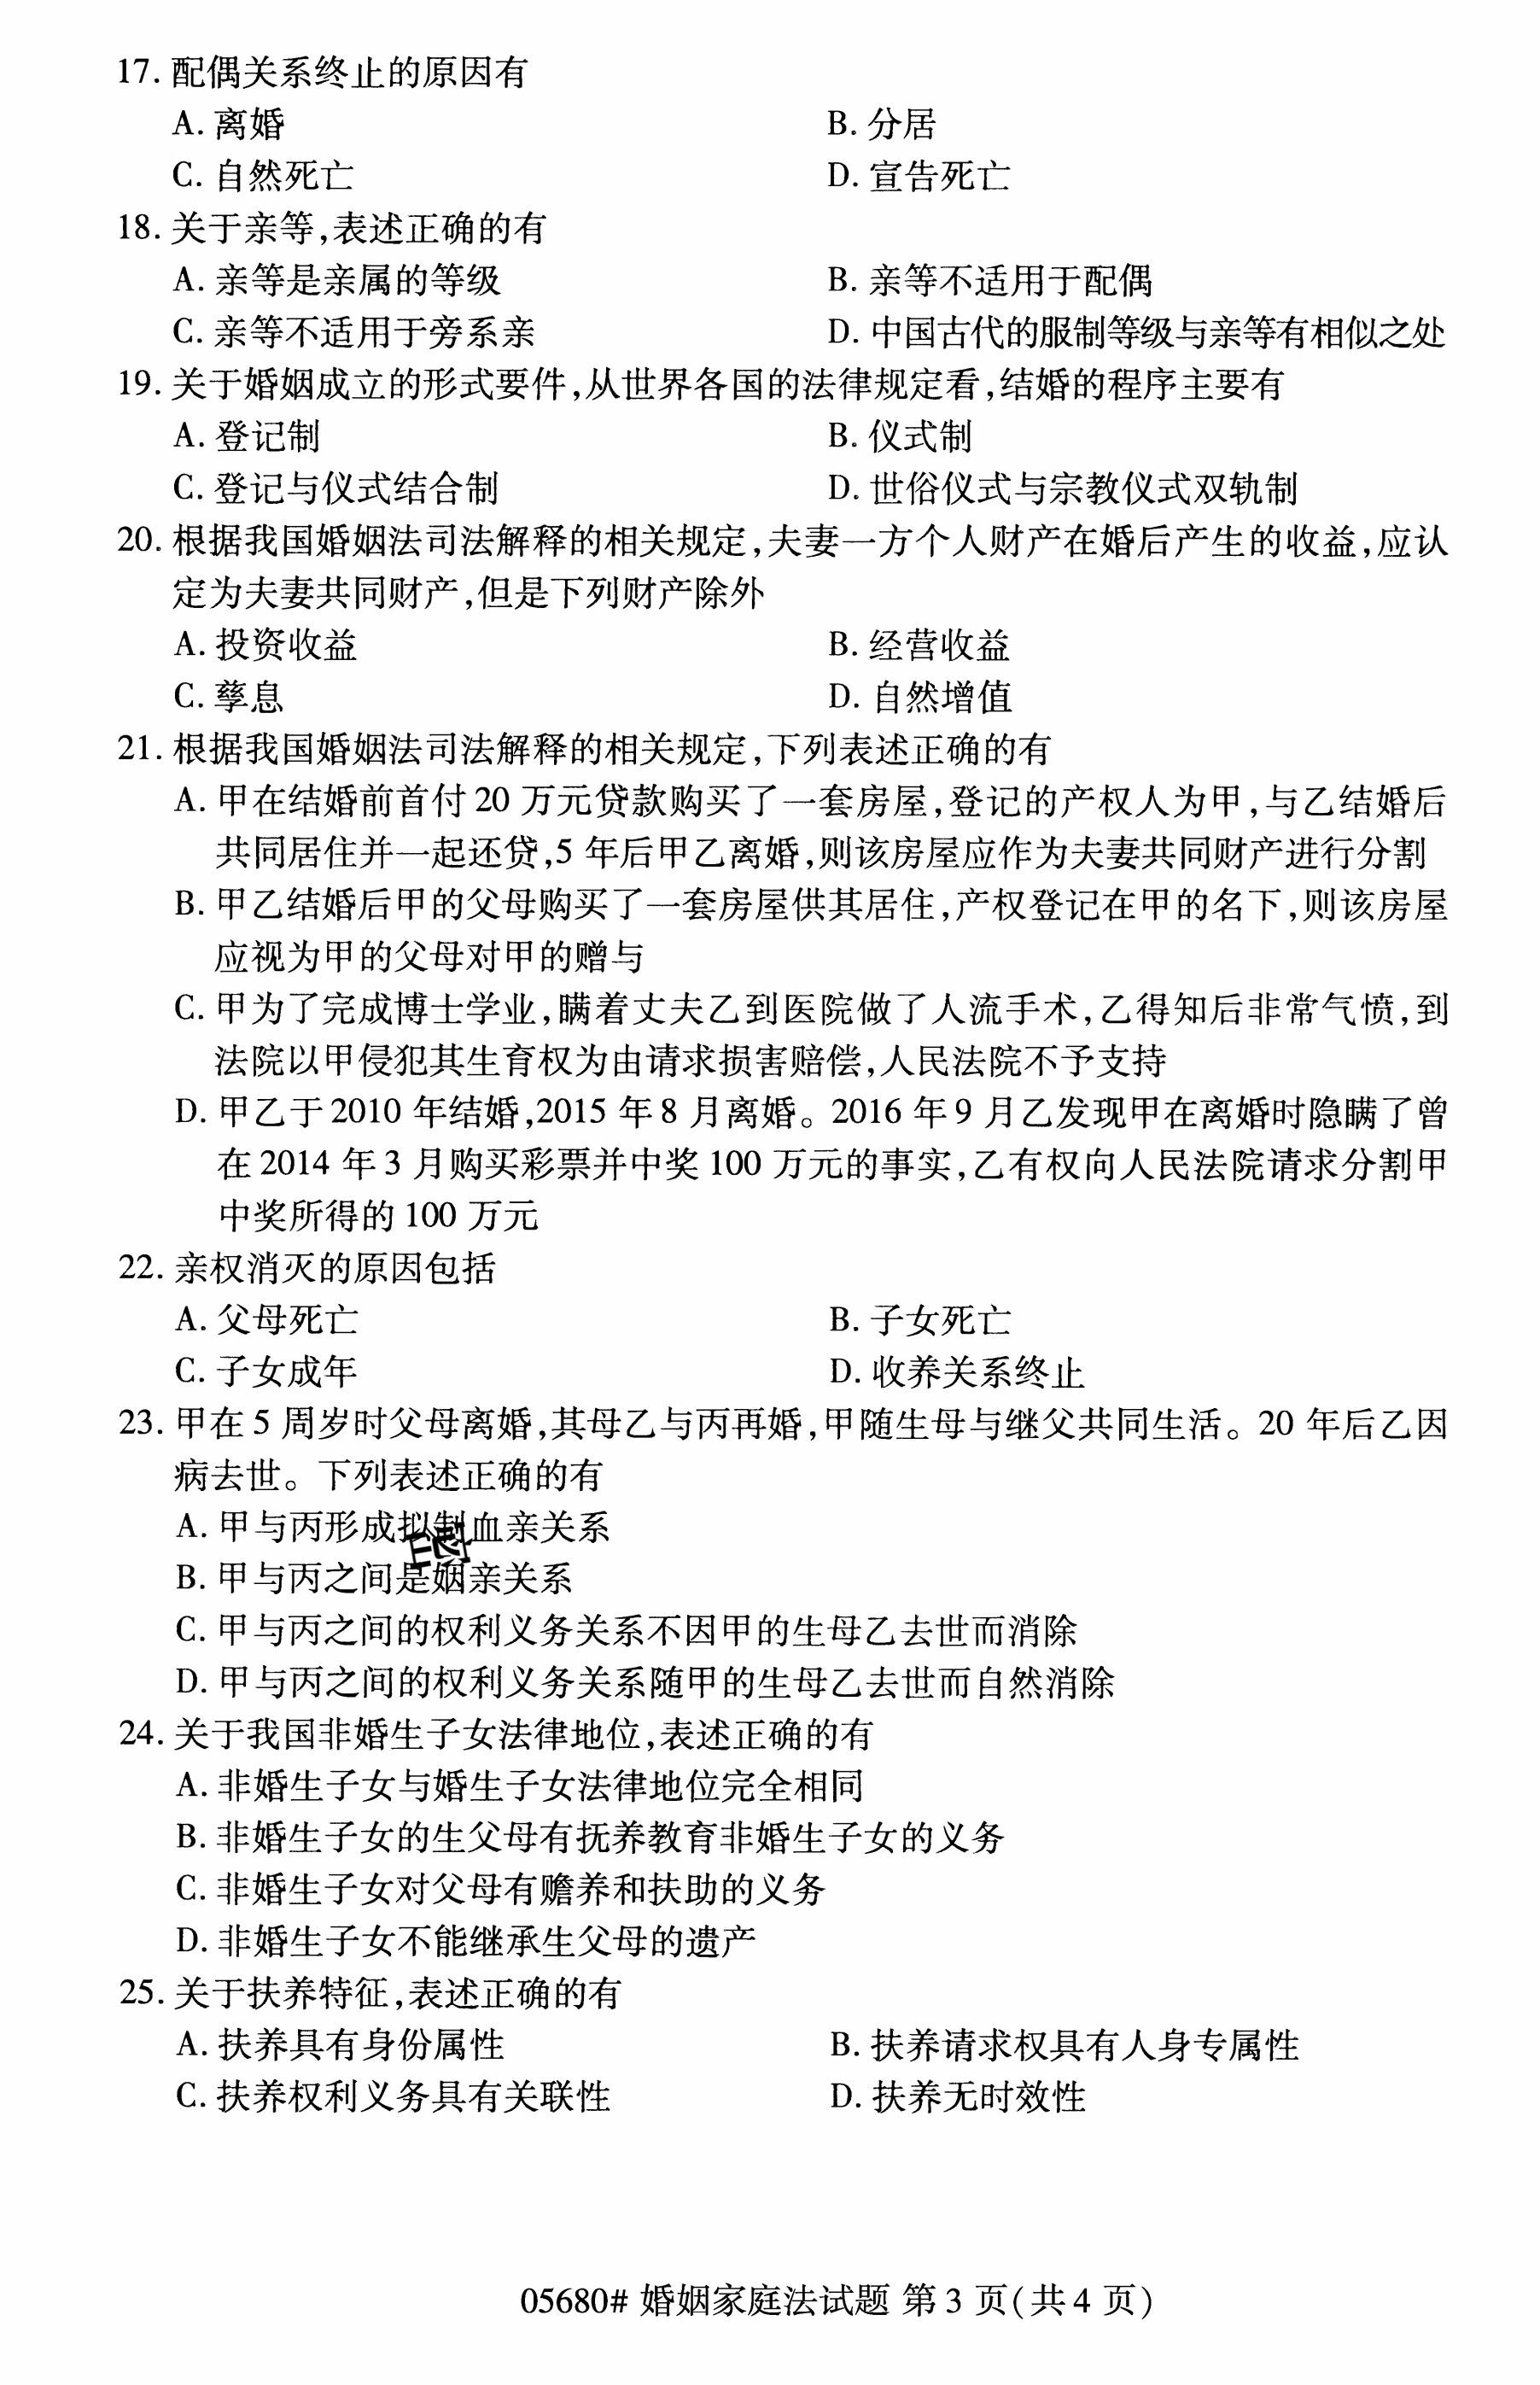 17. 配偶关系终止的原因有
A. 离婚 B. 分居
C. 自然死亡 D. 宣告死亡
18. 关于亲等,表述正确的有
A. 亲等是亲属的等级 B. 亲等不适用于配偶
C. 亲等不适用于旁系亲 D. 中国古代的服制等级与亲等有相似之处
19. 关于婚姻成立的形式要件,从世界各国的法律规定看,结婚的程序主要有
A. 登记制 B. 仪式制
C. 登记与仪式结合制 D. 世俗仪式与宗教仪式双轨制
20. 根据我国婚姻法司法解释的相关规定,夫妻一方个人财产在婚后产生的收益,应认
定为夫妻共同财产,但是下列财产除外
A. 投资收益 B. 经营收益
C. 孳息 D. 自然增值
21. 根据我国婚姻法司法解释的相关规定,下列表述正确的有
A. 甲在结婚前首付 20 万元贷款购买了一套房屋,登记的产权人为甲,与乙结婚后
共同居住并一起还贷,5 年后甲乙离婚,则该房屋应作为夫妻共同财产进行分割
B. 甲乙结婚后甲的父母购买了一套房屋供其居住,产权登记在甲的名下,则该房屋
应视为甲的父母对甲的赠与
C. 甲为了完成博士学业,瞒着丈夫乙到医院做了人流手术,乙得知后非常气愤,到
法院以甲侵犯其生育权为由请求损害赔偿,人民法院不予支持
D. 甲乙于 2010 年结婚,2015 年 8 月离婚。2016 年 9 月乙发现甲在离婚时隐瞒了曾
在 2014 年 3 月购买彩票并中奖 100 万元的事实,乙有权向人民法院请求分割甲
中奖所得的 100 万元
22. 亲权消灭的原因包括
A. 父母死亡 B. 子女死亡
C. 子女成年 D. 收养关系终止
23. 甲在 5 周岁时父母离婚,其母乙与丙再婚,甲随生母与继父共同生活。20 年后乙因
病去世。下列表述正确的有
A. 甲与丙形成拟制血亲关系
B. 甲与丙之间是姻亲关系
C. 甲与丙之间的权利义务关系不因甲的生母乙去世而消除
D. 甲与丙之间的权利义务关系随甲的生母乙去世而自然消除
24. 关于我国非婚生子女法律地位,表述正确的有
A. 非婚生子女与婚生子女法律地位完全相同
B. 非婚生子女的生父母有抚养教育非婚生子女的义务
C. 非婚生子女对父母有赡养和扶助的义务
D. 非婚生子女不能继承生父母的遗产
25. 关于扶养特征,表述正确的有
A. 扶养具有身份属性 B. 扶养请求权具有人身专属性
C. 扶养权利义务具有关联性 D. 扶养无时效性
05680# 婚姻家庭法试题 第 3 页(共 4 页)